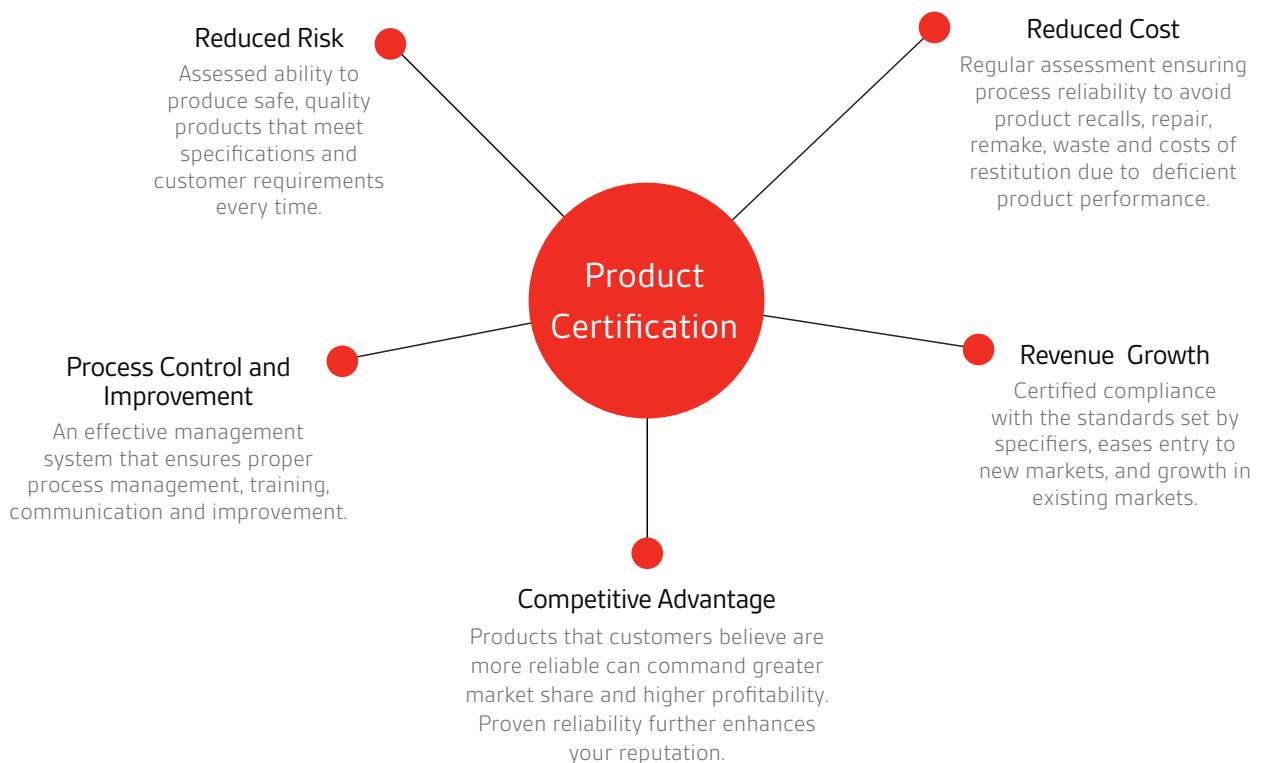 Reduced Risk
Assessed ability to
produce safe, quality
products that meet
specifications and
customer requirements
every time.
Reduced Cost
Regular assessment ensuring
process reliability to avoid
product recalls, repair,
remake, waste and costs of
restitution due to  deficient
product performance.
Product
Certification
Process Control and
Improvement
An effective management
system that ensures proper
process management, training,
communication and improvement.
Revenue  Growth
Certified compliance
with the standards set by
specifiers, eases entry to
new markets, and growth in
existing markets.
Competitive Advantage
Products that customers believe are
more reliable can command greater
market share and higher profitability.
Proven reliability further enhances
your reputation.